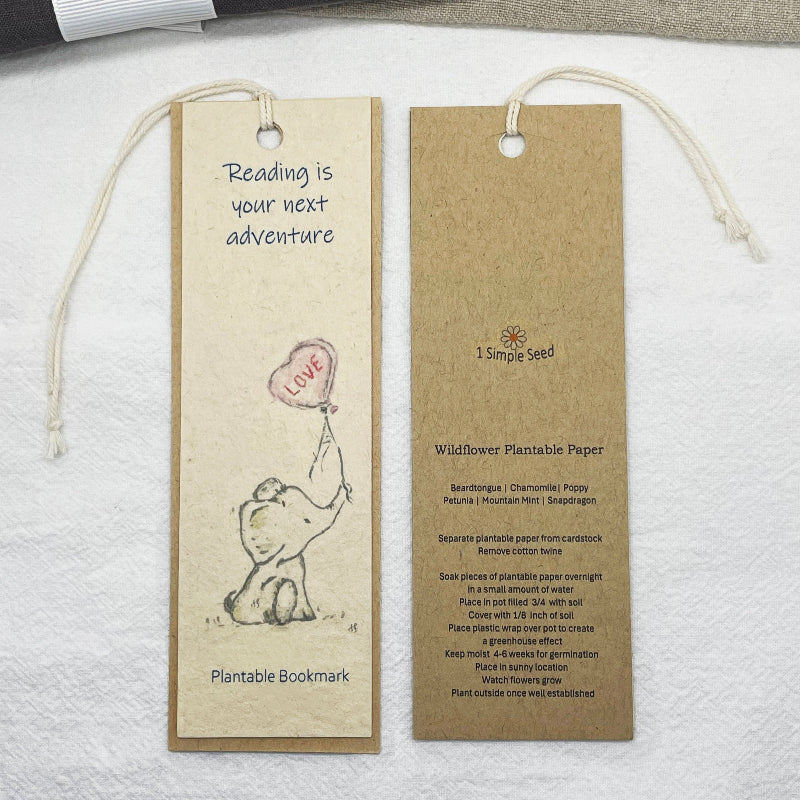 Reading is
your next
adventure
LOVE
Plantable Bookmark
1 Simple Seed
Wildflower Plantable Paper
Beardtongue | Chamomile| Poppy
Petunia | Mountain Mint | Snapdragon
Separate plantable paper from cardstock
Remove cotton twine
Soak pieces of plantable paper overnight
in a small amount of water
Place in pot filled 3/4 with soil
Cover with 1/8 inch of soil
Place plastic wrap over pot to create
a greenhouse effect
Keep moist 4-6 weeks for germination
Place in sunny location
Watch flowers grow
Plant outside once well established